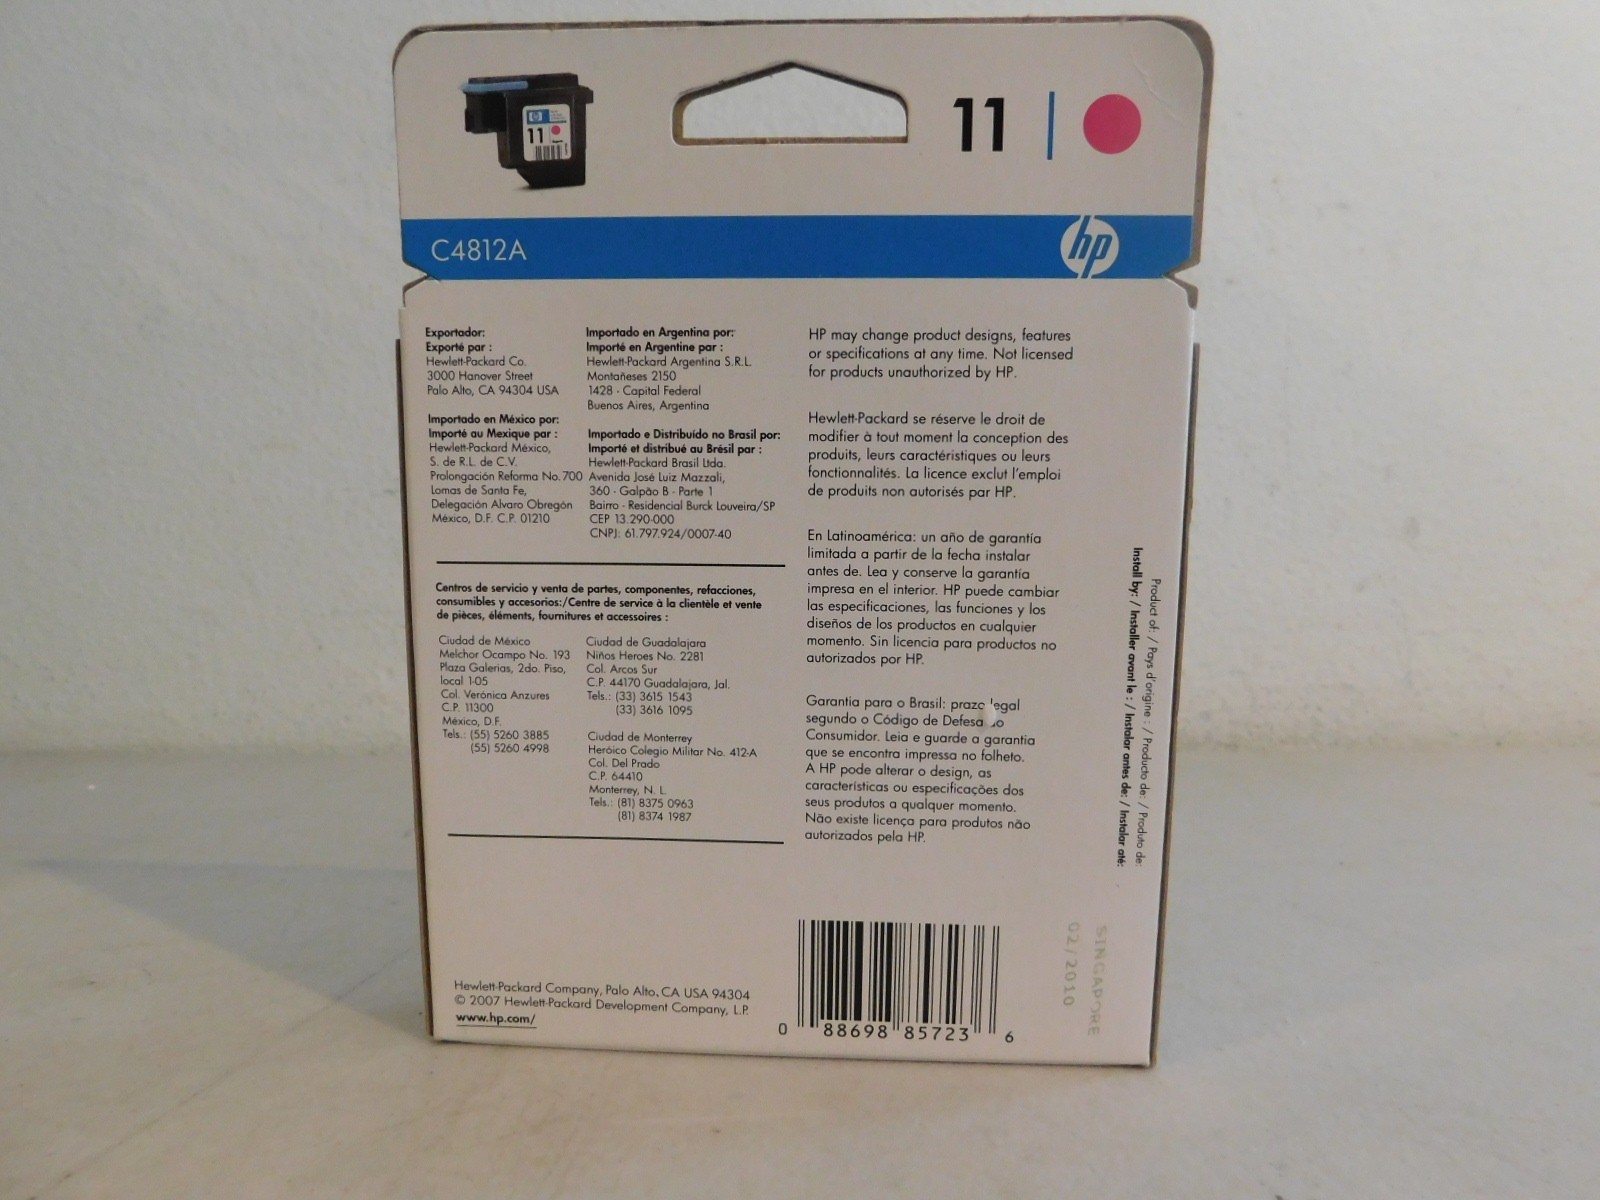 11
11
C4812A
hp
Exportador:
Exporté par :
Hewlett-Packard Co.
3000 Hanover Street
Palo Alto, CA 94304 USA
Importado en México por:
Importé au Mexique par :
Hewlett-Packard México,
S. de R.L. de C.V.
Prolongación Reforma No. 700
Lomas de Santa Fe,
Delegación Alvaro Obregón
México, D.F. C.P. 01210
Importado en Argentina por:
Importé en Argentine par :
Hewlett-Packard Argentina S.R.L.
Montañeses 2150
1428 - Capital Federal
Buenos Aires, Argentina
Importado e Distribuído no Brasil por:
Importé et distribué au Brésil par :
Hewlett-Packard Brasil Ltda.
Avenida José Luiz Mazzali,
360 - Galpão B - Parte 1
Bairro - Residencial Burck Louveira/SP
CEP 13.290-000
CNPJ: 61.797.924/0007-40
Centros de servicio y venta de partes, componentes, refacciones,
consumibles y accesorios:/Centre de service à la clientèle et vente
de pièces, éléments, fournitures et accessoires :
Ciudad de México
Melchor Ocampo No. 193
Plaza Galerias, 2do. Piso,
local 1-05
Col. Verónica Anzures
C.P. 11300
México, D.F.
Tels.: (55) 5260 3885
(55) 5260 4998
Ciudad de Guadalajara
Niños Heroes No. 2281
Col. Arcos Sur
C.P. 44170 Guadalajara, Jal.
Tels.: (33) 3615 1543
(33) 3616 1095
Ciudad de Monterrey
Heróico Colegio Militar No. 412-A
Col. Del Prado
C.P. 64410
Monterrey, N. L.
Tels.: (81) 8375 0963
(81) 8374 1987
HP may change product designs, features
or specifications at any time. Not licensed
for products unauthorized by HP.
Hewlett-Packard se réserve le droit de
modifier à tout moment la conception des
produits, leurs caractéristiques ou leurs
fonctionnalités. La licence exclut l'emploi
de produits non autorisés par HP.
En Latinoamérica: un año de garantía
limitada a partir de la fecha instalar
antes de. Lea y conserve la garantía
impresa en el interior. HP puede cambiar
las especificaciones, las funciones y los
diseños de los productos en cualquier
momento. Sin licencia para productos no
autorizados por HP.
Garantia para o Brasil: prazo legal
segundo o Código de Defesa do
Consumidor. Leia e guarde a garantia
que se encontra impressa no folheto.
A HP pode alterar o design, as
características ou especificações dos
seus produtos a qualquer momento.
Não existe licença para produtos não
autorizados pela HP.
Product of: / Pays d'origine : / Producto de: / Produto de:
Install by: / Installer avant le : / Instalar antes de: / Instalar até:
SINGAPORE
02/2010
Hewlett-Packard Company, Palo Alto, CA USA 94304
© 2007 Hewlett-Packard Development Company, L.P.
www.hp.com/
0 88698 85723 6